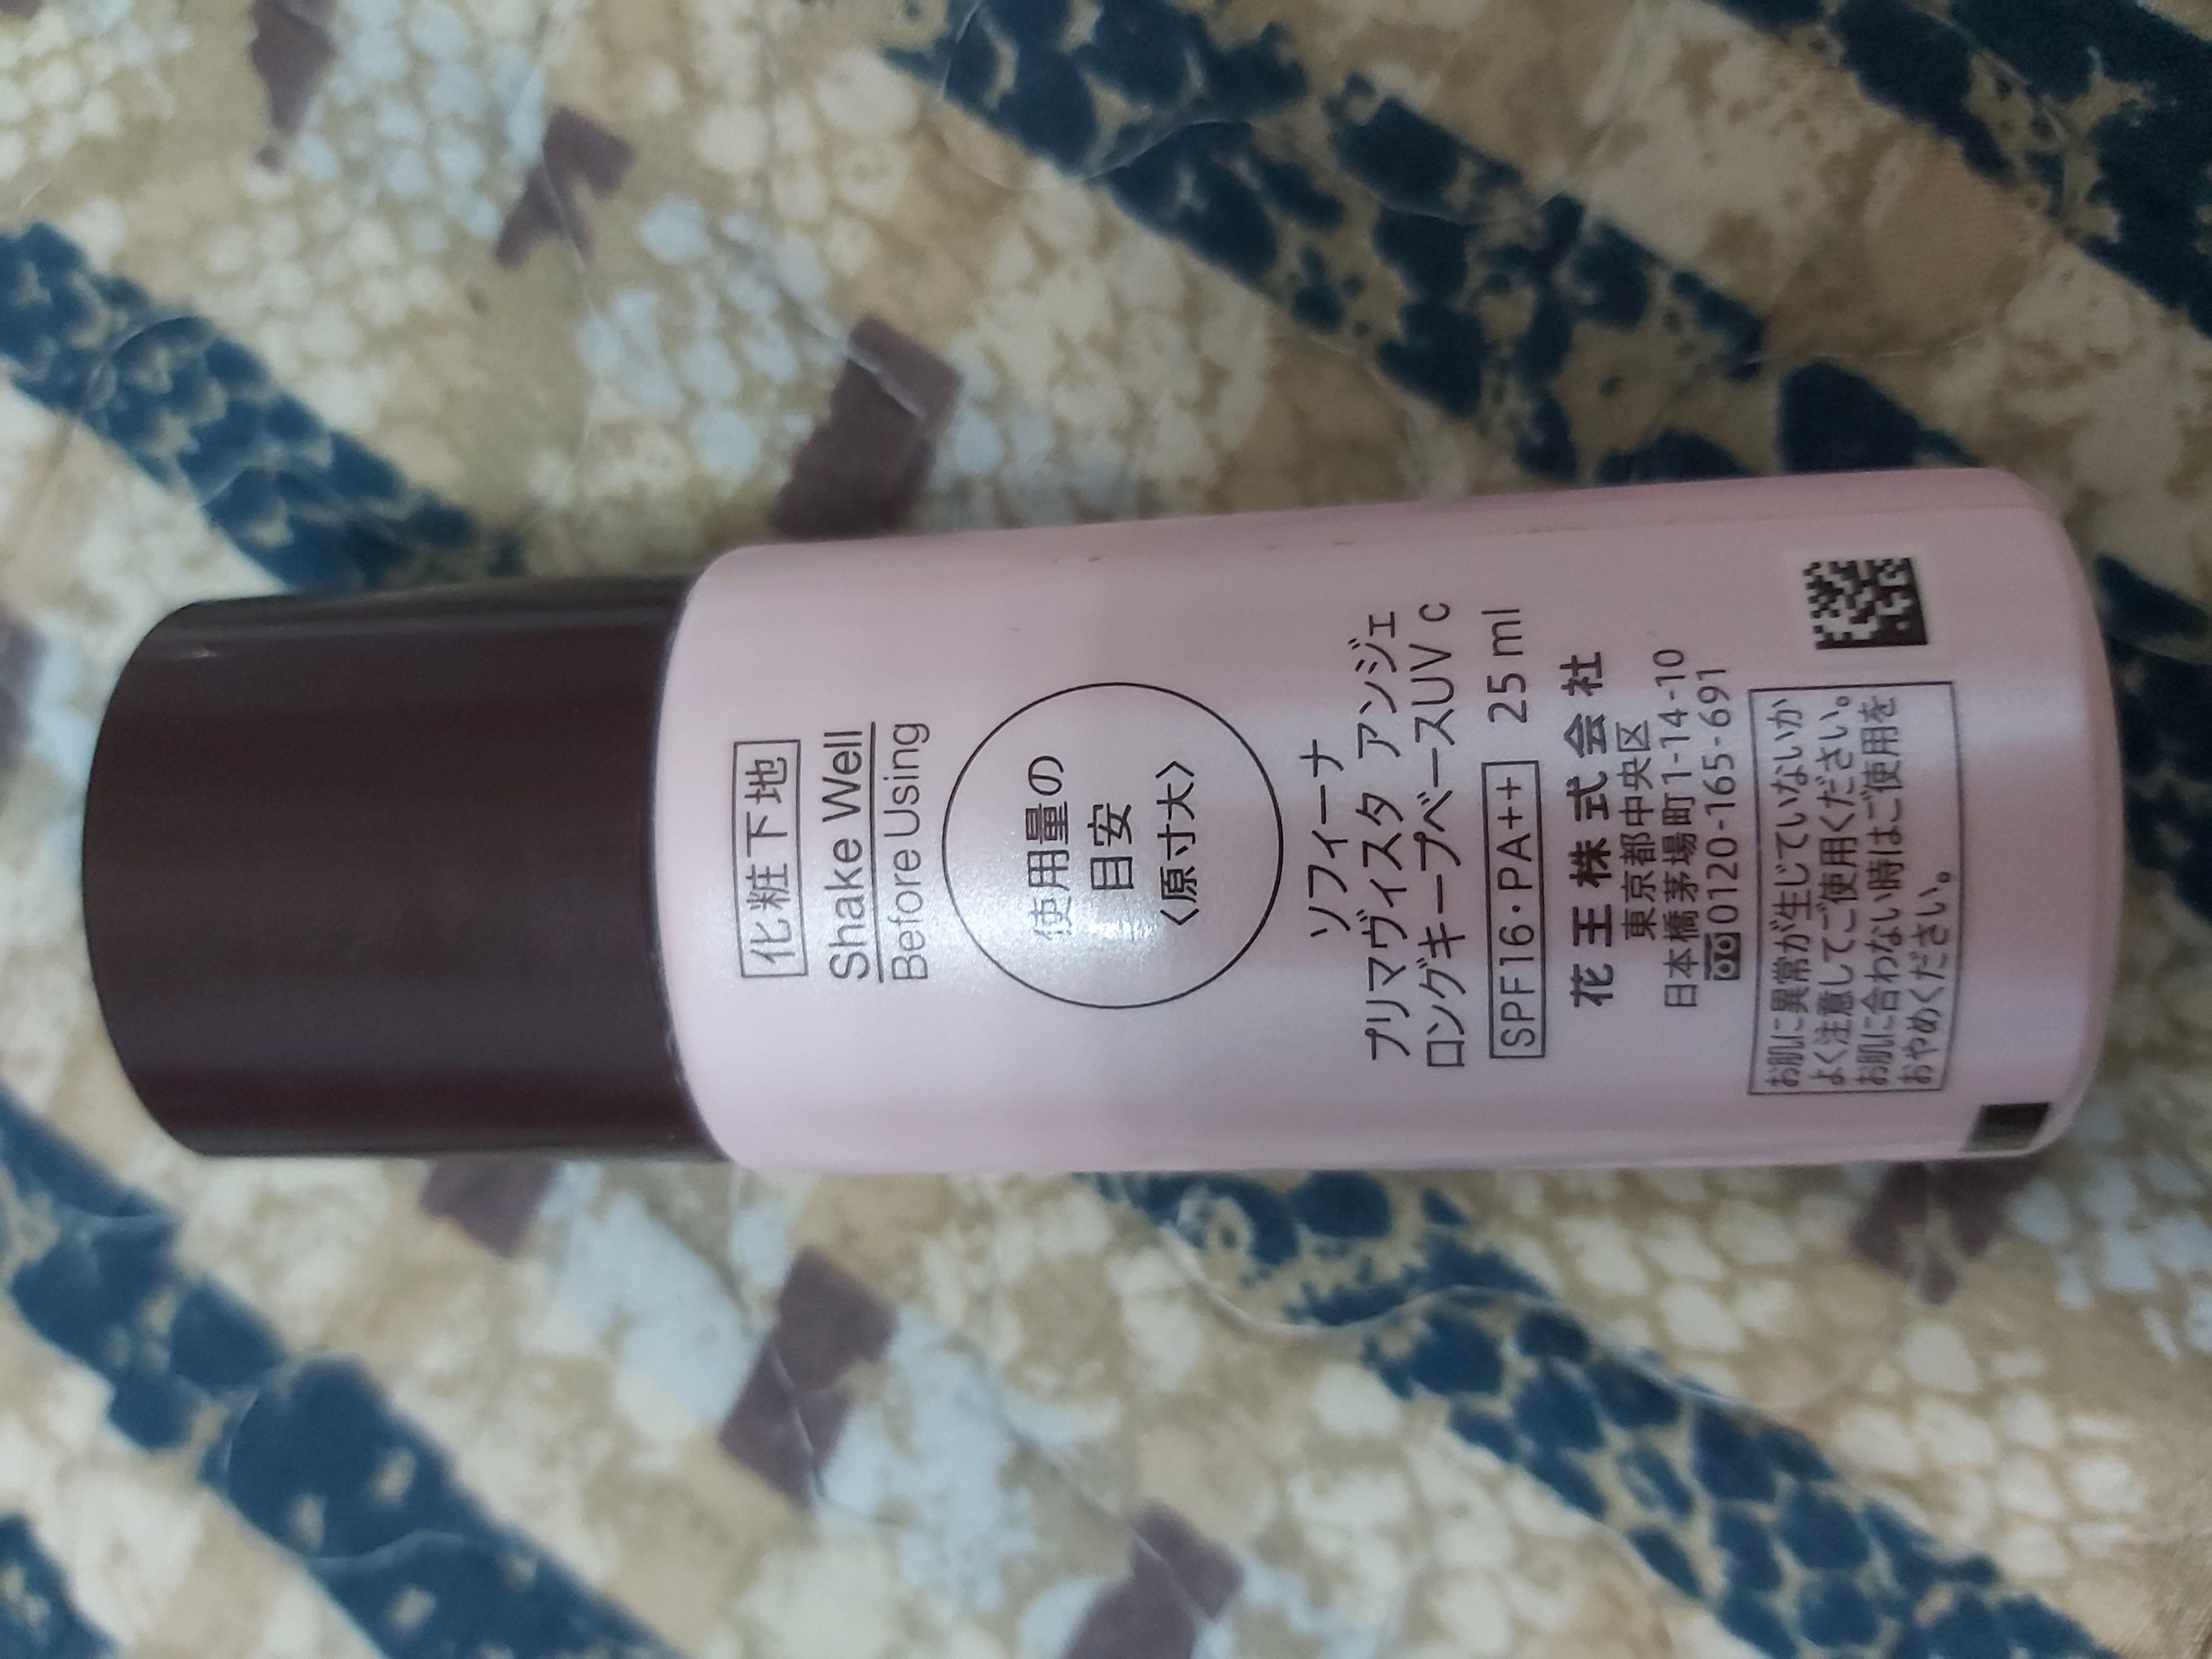 化粧下地
Shake Well
Before Using
使用量の
目安
〈原寸大〉
ソフィーナ
プリマヴィスタ アンジェ
ロングキープベースUV c
SPF16・PA++ 25 ml
花王株式会社
東京都中央区
日本橋茅場町1-14-10
0120-165-691
お肌に異常が生じていないか
よく注意してご使用ください。
お肌に合わない時はご使用を
おやめください。